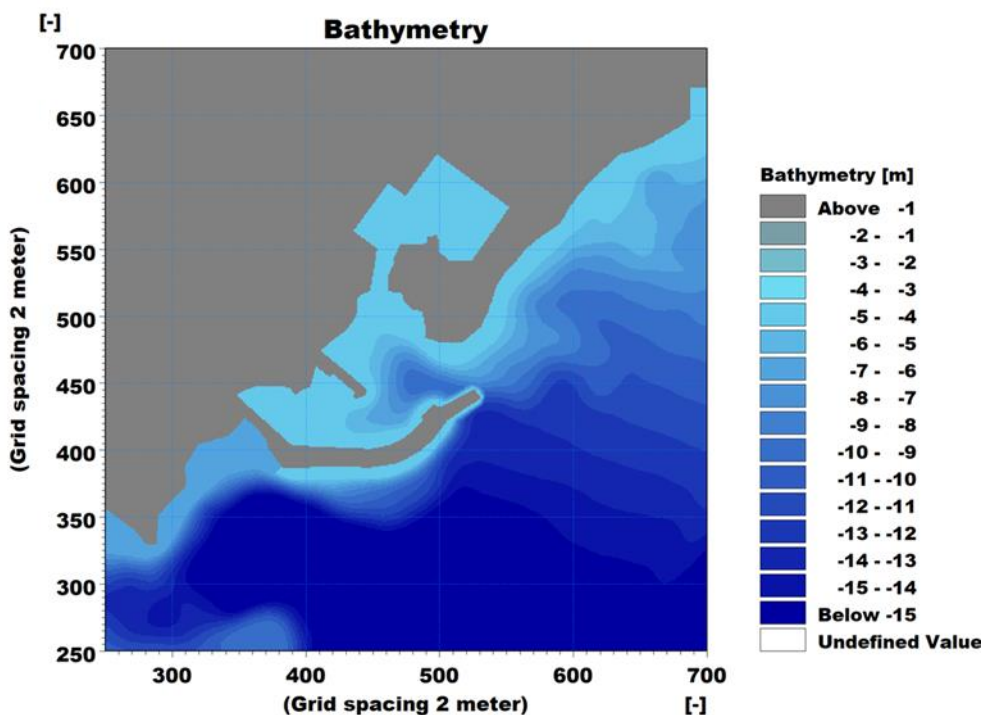 [-]
Bathymetry
700
650
600
550
500
450
400
350
300
250
(Grid spacing 2 meter)
300
400
500
600
700
(Grid spacing 2 meter)
[-]
Bathymetry [m]
Above -1
-2 - -1
-3 - -2
-4 - -3
-5 - -4
-6 - -5
-7 - -6
-8 - -7
-9 - -8
-10 - -9
-11 - -10
-12 - -11
-13 - -12
-14 - -13
-15 - -14
Below -15
Undefined Value